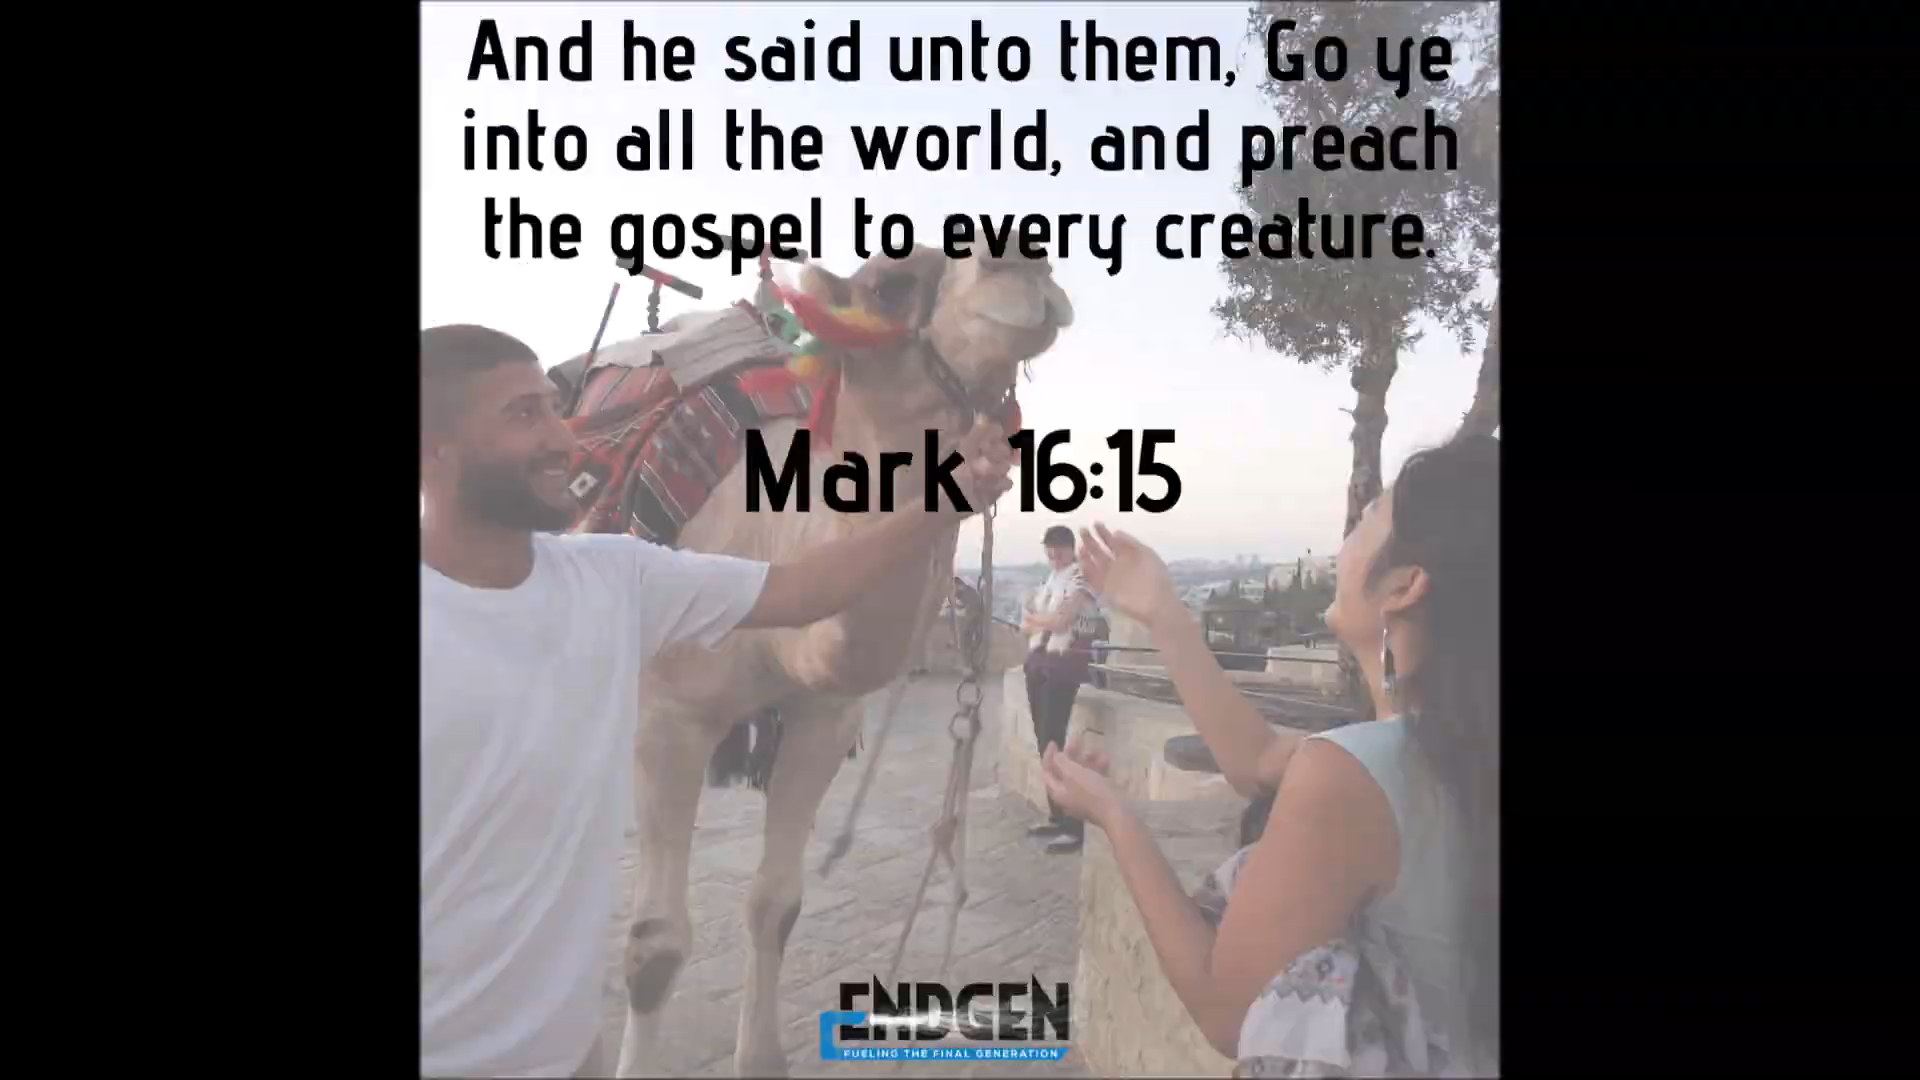 And he said unto them, Go ye
into all the world, and preach
the gospel to every creature.
Mark 16:15
ENDGEN
FUELING THE FINAL GENERATION